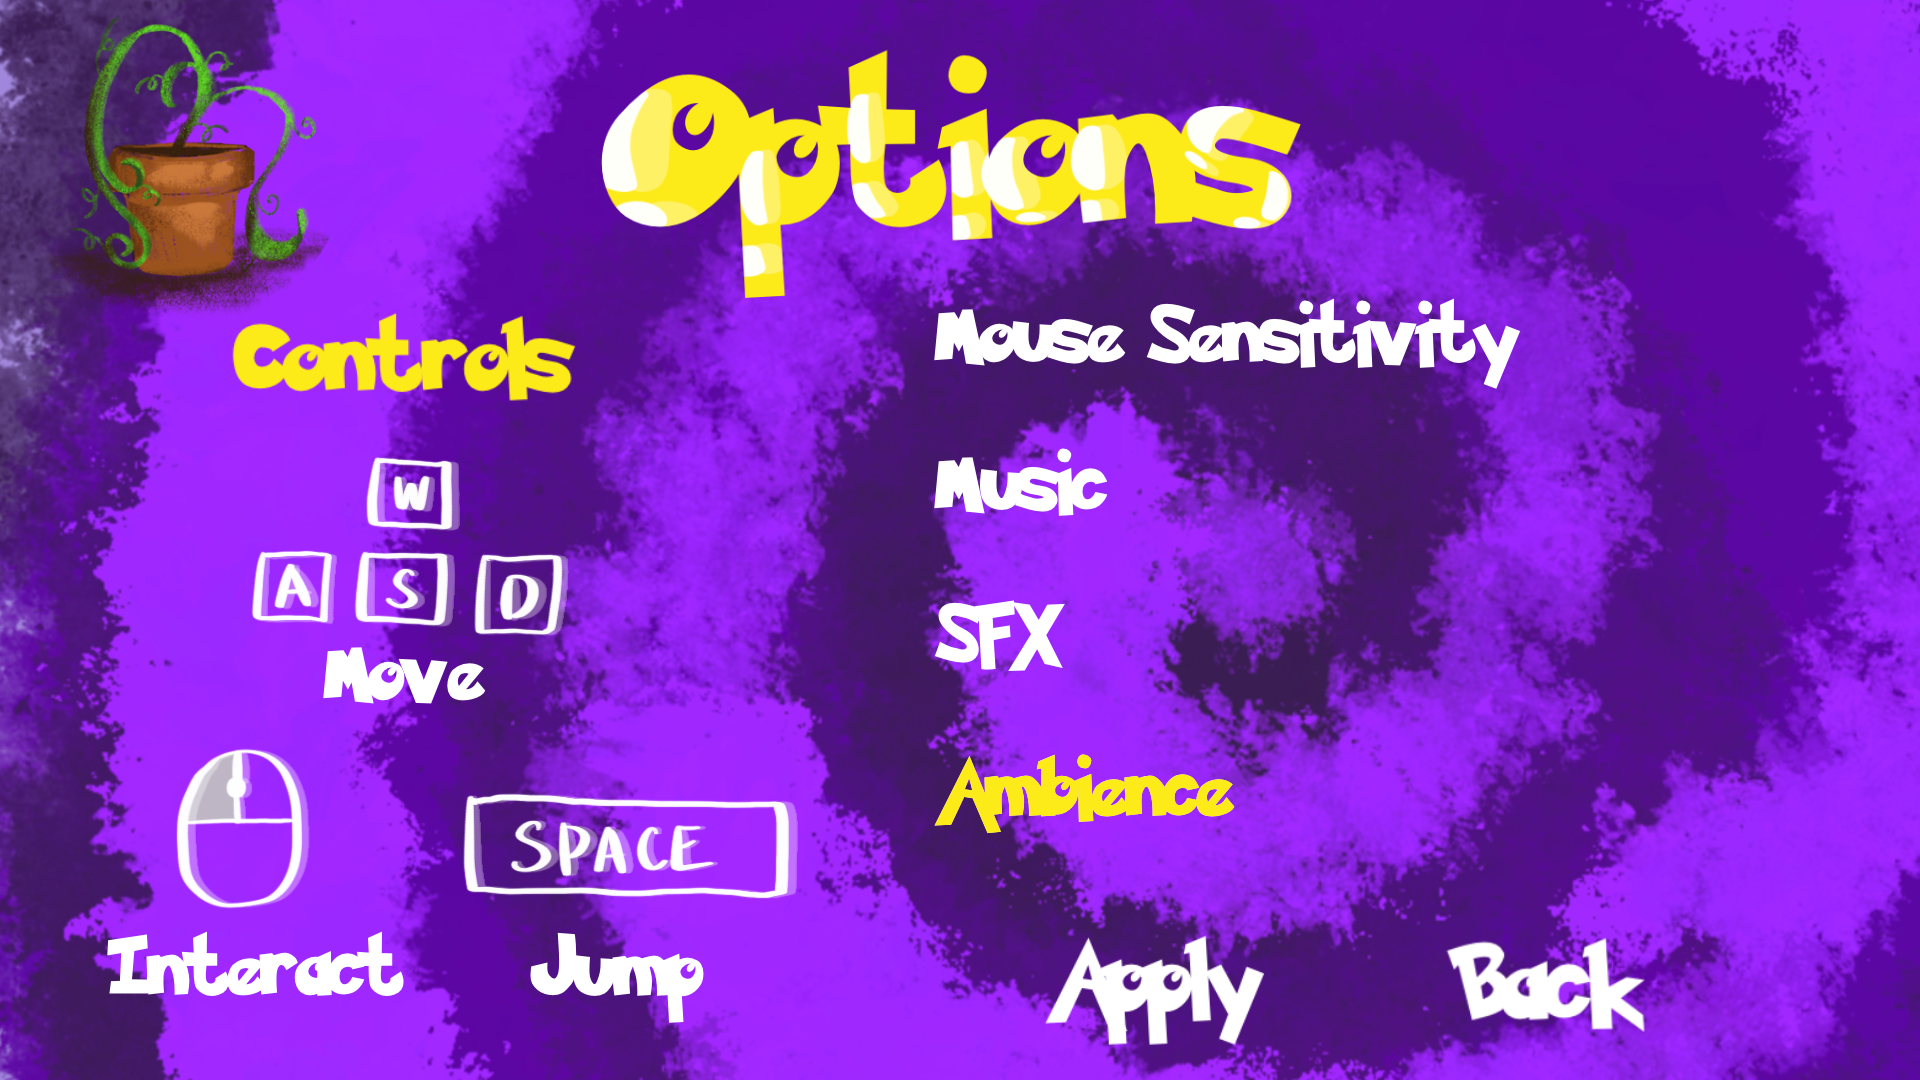 Options
Controls
W
A S D
Move
Interact
SPACE
Jump
Mouse Sensitivity
Music
SFX
Ambience
Apply
Back